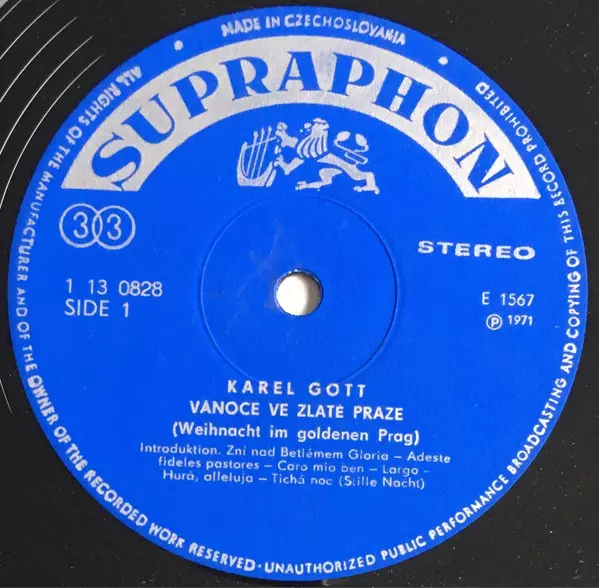 MADE IN CZECHOSLOVAKIA
ALL RIGHTS OF THE MANUFACTURER AND OF THE OWNER OF THE RECORDED WORK RESERVED · UNAUTHORIZED PUBLIC PERFORMANCE BROADCASTING AND COPYING OF THIS RECORD PROHIBITED
SUPRAPHON
33
STEREO
1 13 0828
SIDE 1
E 1567
℗ 1971
KAREL GOTT
VÁNOCE VE ZLATÉ PRAZE
(Weihnacht im goldenen Prag)
Introduktion. Zní nad Betlémem Gloria – Adeste
fideles pastores – Caro mio ben – Largo –
Hurá, alleluja – Tichá noc (Stille Nacht)